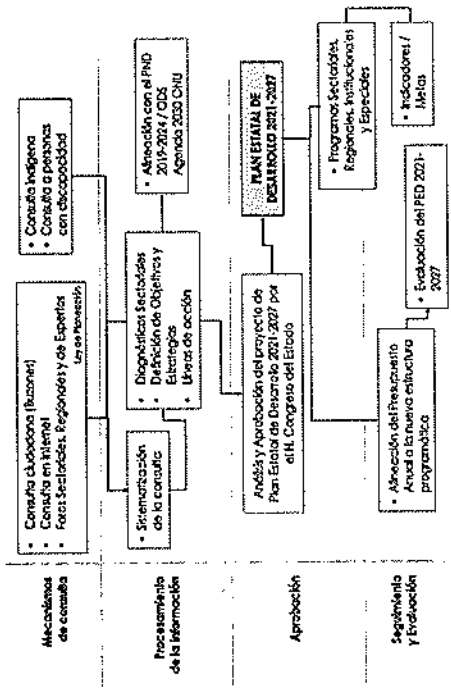 Mecanismos
de consulta
• Consulta ciudadana (Buzones)
• Consulta en Internet
• Foros Sectoriales, Regionales y de Expertos
Ley de Planeación
• Consulta indígena
• Consulta a personas
con discapacidad
Procesamiento
de la información
• Sistematización
de la consulta
• Diagnósticos Sectoriales
• Definición de Objetivos y
Estrategias
• Líneas de acción
• Alineación con el PND
2019-2024 / ODS
Agenda 2030 ONU
Aprobación
Análisis y Aprobación del proyecto de
Plan Estatal de Desarrollo 2021-2027 por
el H. Congreso del Estado
PLAN ESTATAL DE
DESARROLLO 2021-2027
• Programas Sectoriales,
Regionales, Institucionales
y Especiales
Seguimiento
y Evaluación
• Alineación del Presupuesto
Anual a la nueva estructura
programática
• Evaluación del PED 2021-
2027
• Indicadores /
Metas